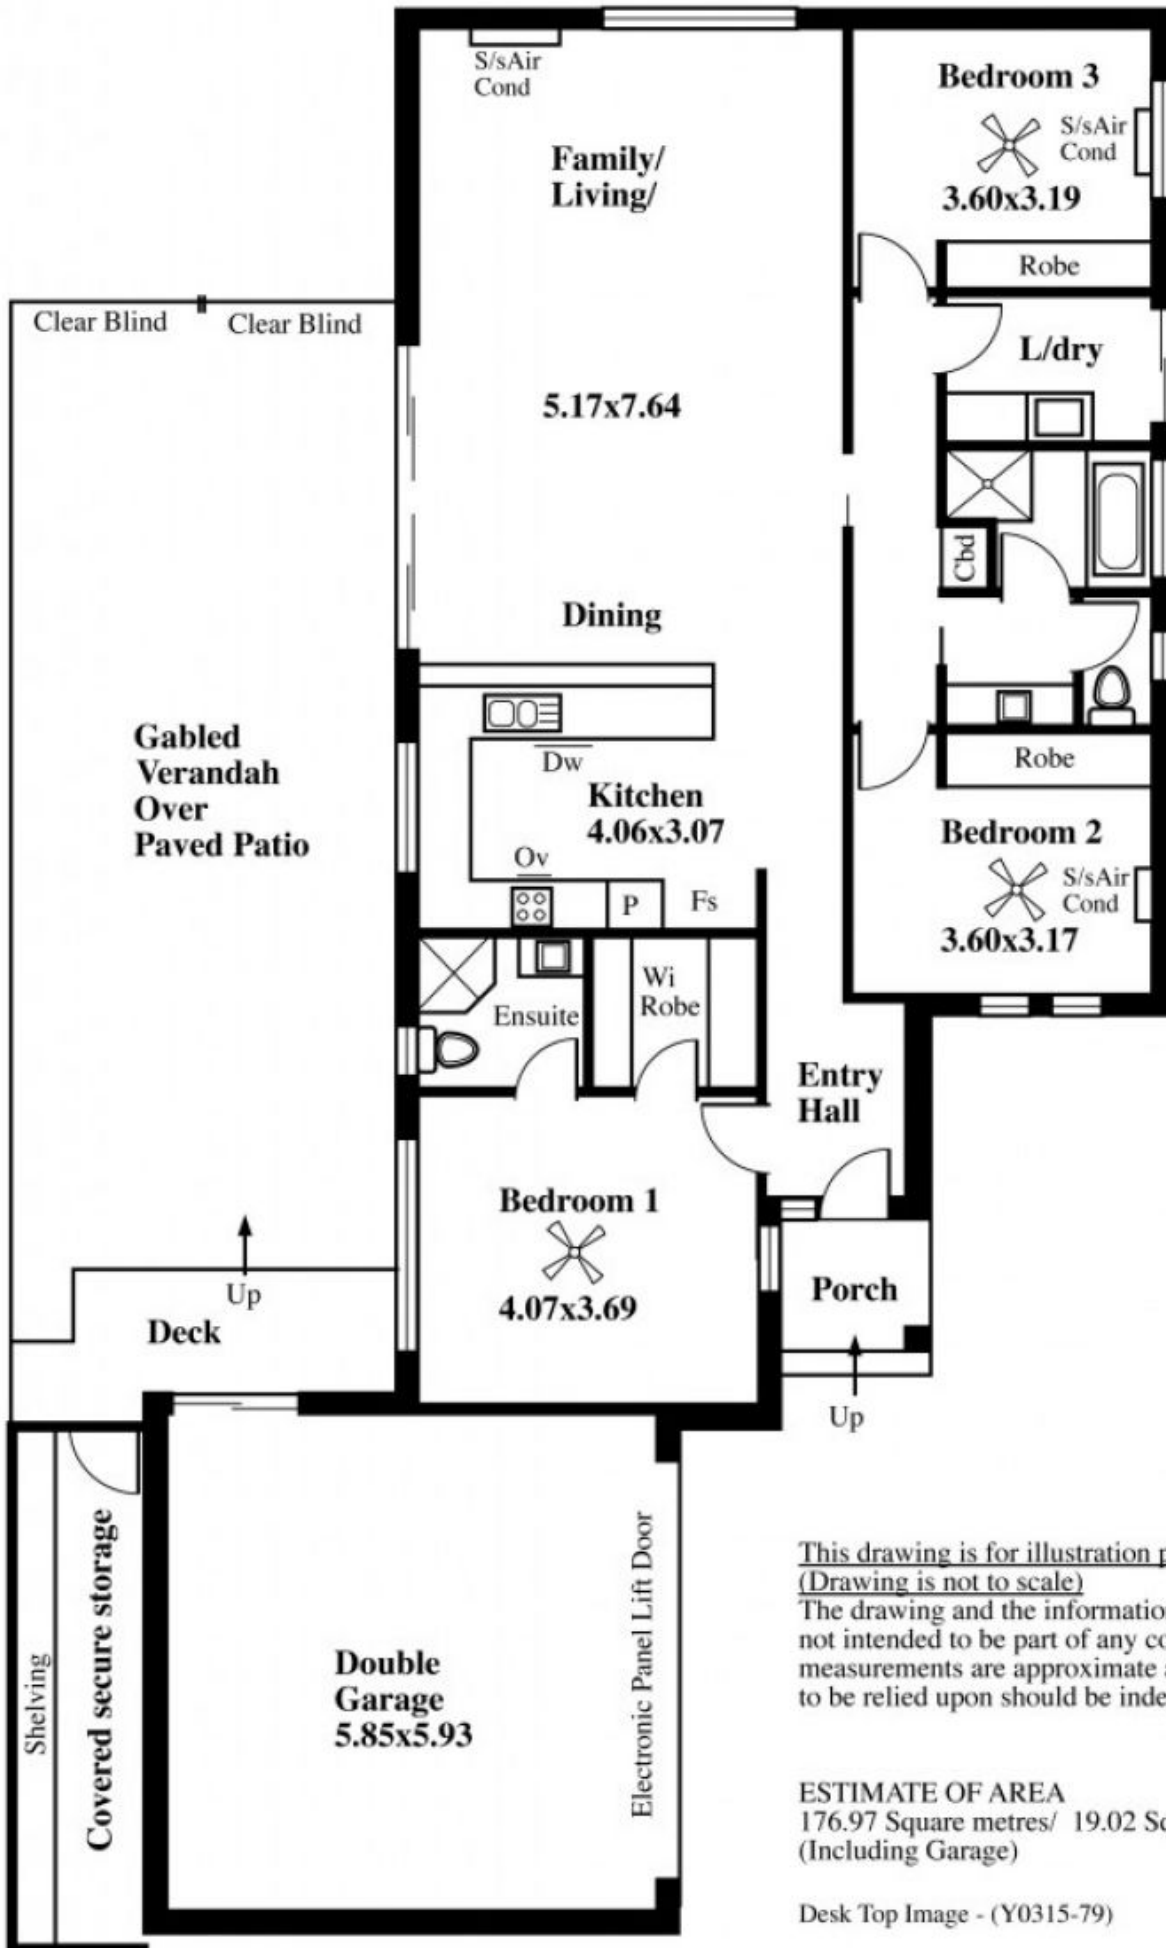 S/sAir
Cond
Family/
Living/
5.17x7.64
Dining
Bedroom 3
S/sAir
Cond
3.60x3.19
Robe
L/dry
Cbd
Clear Blind
Clear Blind
Gabled
Verandah
Over
Paved Patio
Dw
Kitchen
4.06x3.07
Ov
P
Fs
Robe
Bedroom 2
S/sAir
Cond
3.60x3.17
Ensuite
Wi
Robe
Entry
Hall
Bedroom 1
4.07x3.69
Porch
Up
Up
Deck
Shelving
Covered secure storage
Double
Garage
5.85x5.93
Electronic Panel Lift Door
This drawing is for illustration
(Drawing is not to scale)
The drawing and the
not intended to be part of any
measurements are approximate
to be relied upon should be
ESTIMATE OF AREA
176.97 Square metres/ 19.02
(Including Garage)
Desk Top Image - (Y0315-79)